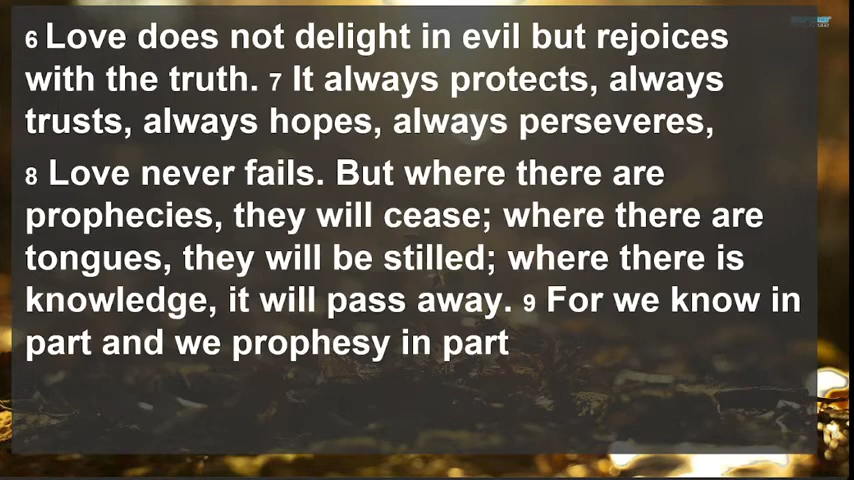 6 Love does not delight in evil but rejoices
with the truth. 7 It always protects, always
trusts, always hopes, always perseveres,
8 Love never fails. But where there are
prophecies, they will cease; where there are
tongues, they will be stilled; where there is
knowledge, it will pass away. 9 For we know in
part and we prophesy in part